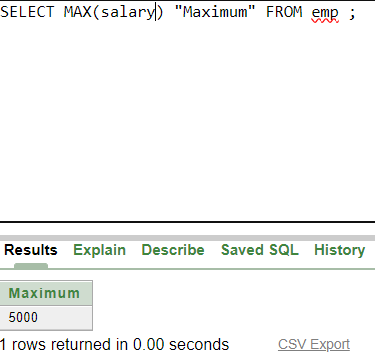 SELECT MAX(salary) "Maximum" FROM emp ;
Results Explain Describe Saved SQL History
Maximum
5000
1 rows returned in 0.00 seconds CSV Export